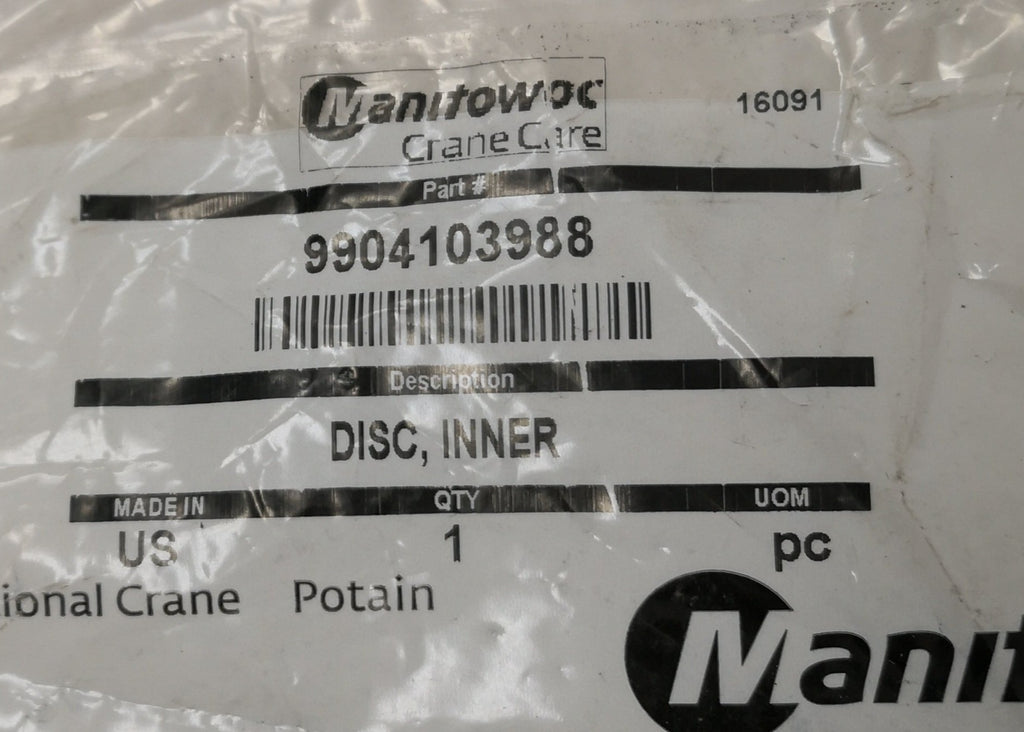 Manitowoc
Crane Care
16091
Part #
9904103988
Description
DISC, INNER
MADE IN QTY UOM
US 1 pc
ional Crane Potain
Manit